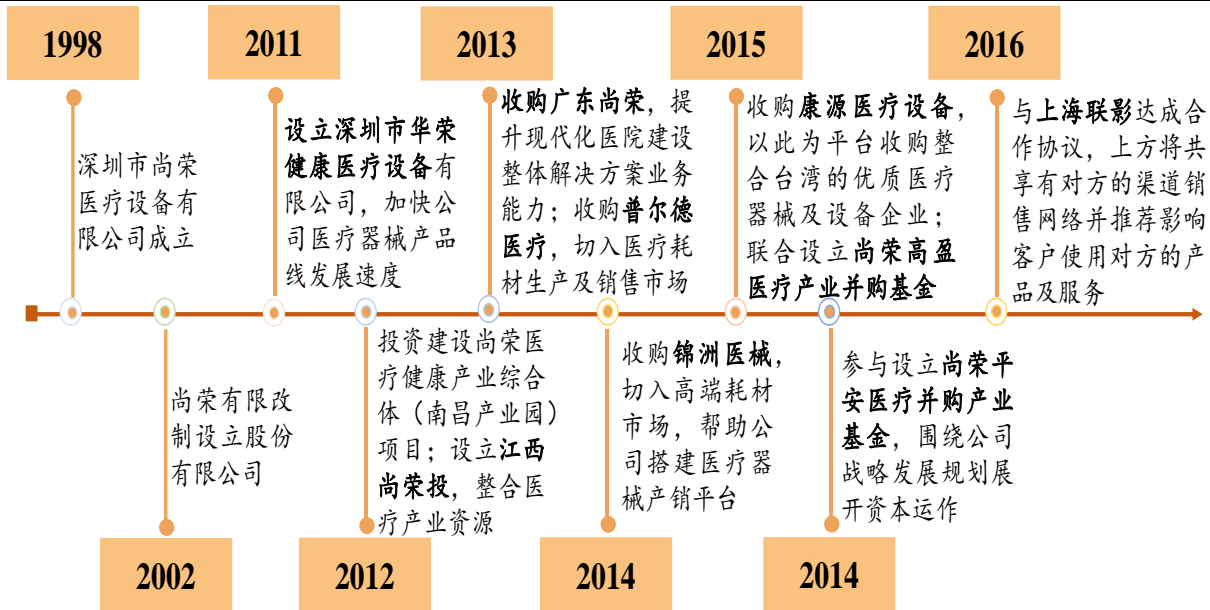 1998
深圳市尚荣
医疗设备有
限公司成立
2002
尚荣有限改
制设立股份
有限公司
2011
设立深圳市华荣
健康医疗设备有
限公司，加快公
司医疗器械产品
线发展速度
2012
投资建设尚荣医
疗健康产业综合
体（南昌产业园）
项目；设立江西
尚荣投，整合医
疗产业资源
2013
收购广东尚荣，提
升现代化医院建设
整体解决方案业务
能力；收购普尔德
医疗，切入医疗耗
材生产及销售市场
2014
收购锦洲医械，
切入高端耗材
市场，帮助公
司搭建医疗器
械产销平台
2015
收购康源医疗设备，
以此为平台收购整
合台湾的优质医疗
器械及设备企业；
联合设立尚荣高盈
医疗产业并购基金
2014
参与设立尚荣平
安医疗并购产业
基金，围绕公司
战略发展规划展
开资本运作
2016
与上海联影达成合
作协议，上方将共
享有对方的渠道销
售网络并推荐影响
客户使用对方的产
品及服务